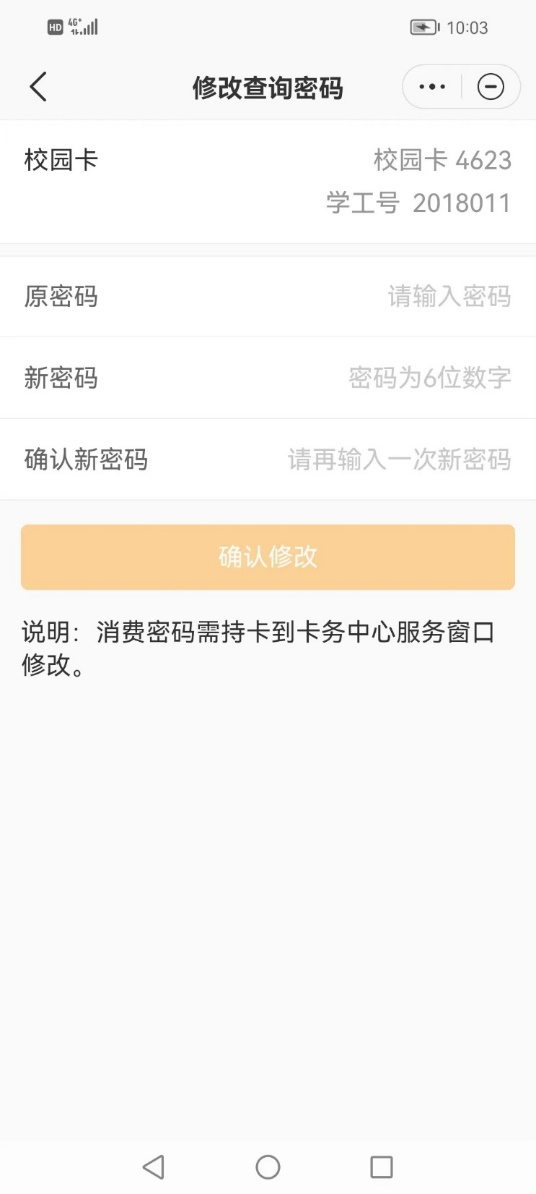 HD 4G+ 10:03
修改查询密码
校园卡 校园卡 4623
学工号 2018011
原密码 请输入密码
新密码 密码为6位数字
确认新密码 请再输入一次新密码
确认修改
说明：消费密码需持卡到卡务中心服务窗口
修改。